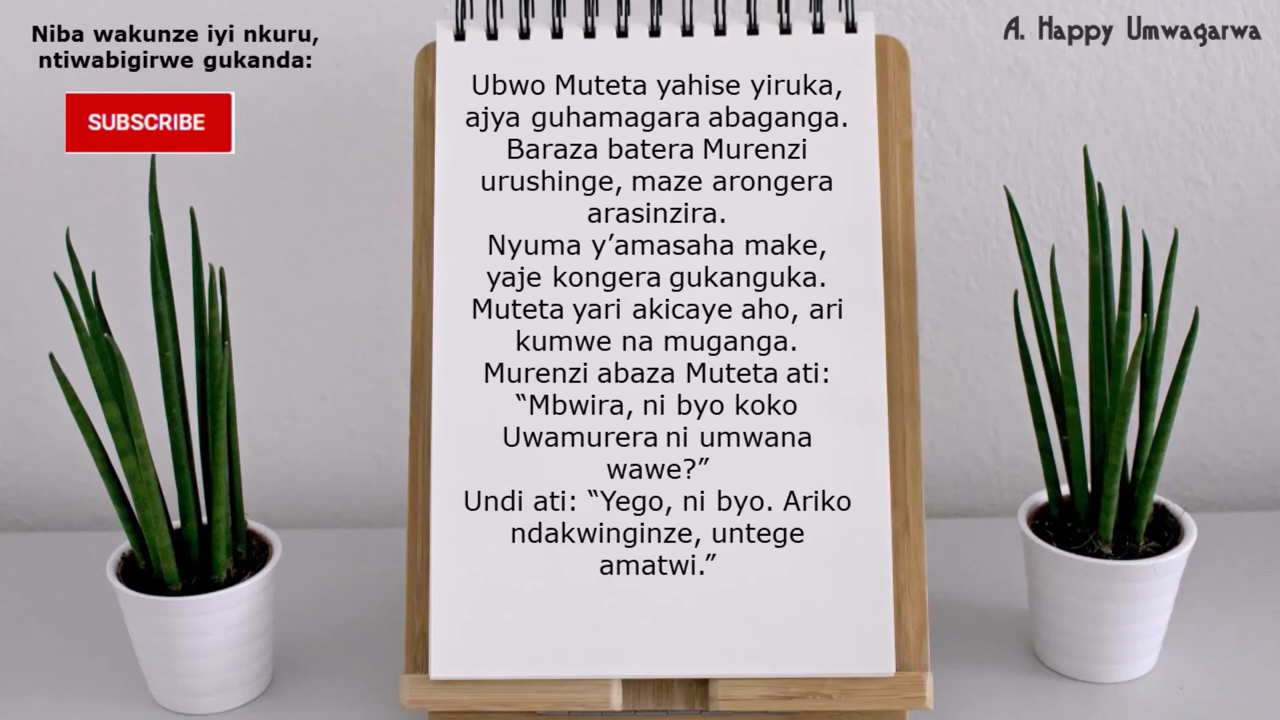 Niba wakunze iyi nkuru,
ntiwabigirwe gukanda:
SUBSCRIBE
A. Happy Umwagarwa
Ubwo Muteta yahise yiruka,
ajya guhamagara abaganga.
Baraza batera Murenzi
urushinge, maze arongera
arasinzira.
Nyuma y’amasaha make,
yaje kongera gukanguka.
Muteta yari akicaye aho, ari
kumwe na muganga.
Murenzi abaza Muteta ati:
“Mbwira, ni byo koko
Uwamurera ni umwana
wawe?”
Undi ati: “Yego, ni byo. Ariko
ndakwinginze, untege
amatwi.”